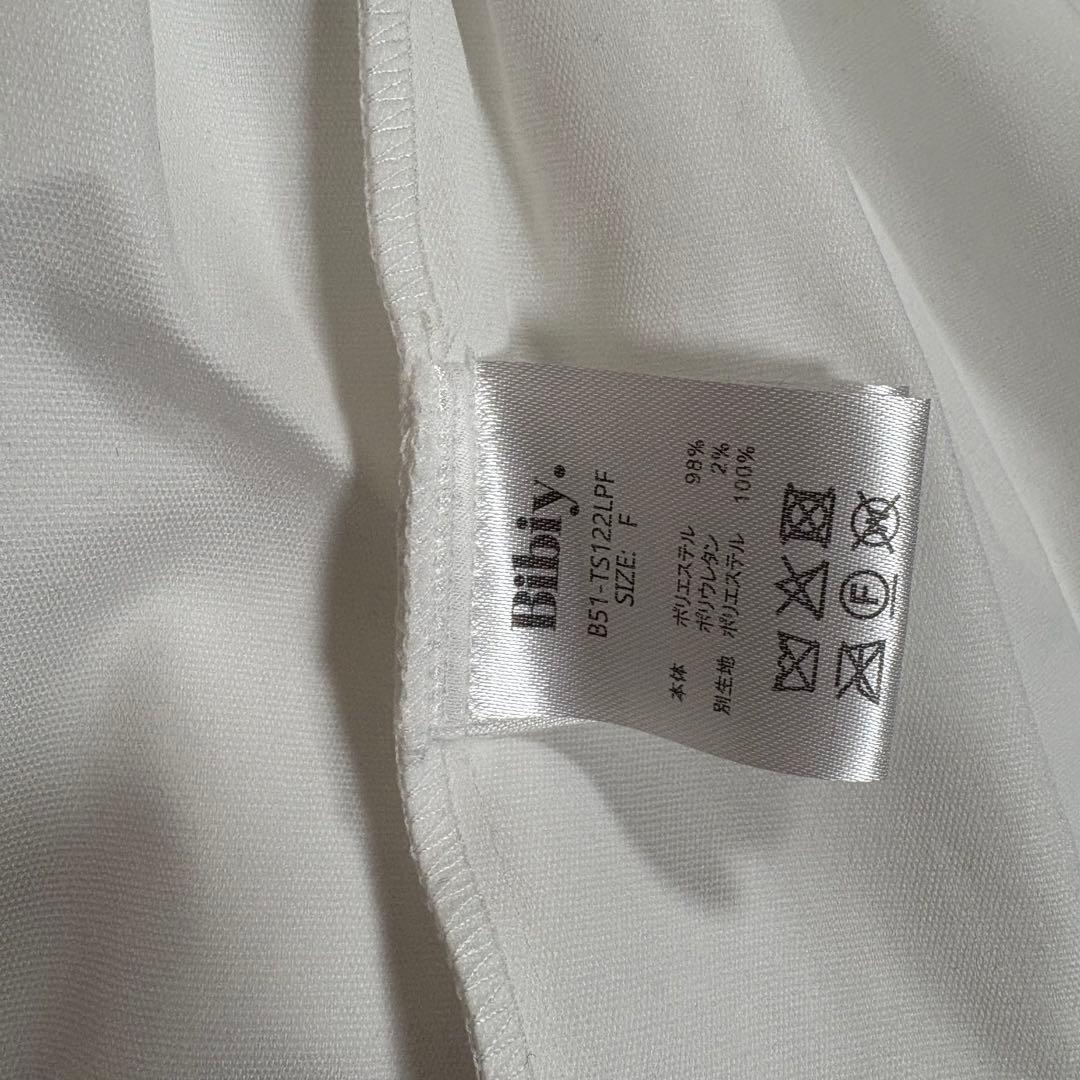 Bibiy.
B51-TS122LPF
SIZE: F
本体 ポリエステル 98%
ポリウレタン 2%
別生地 ポリエステル 100%
F
W